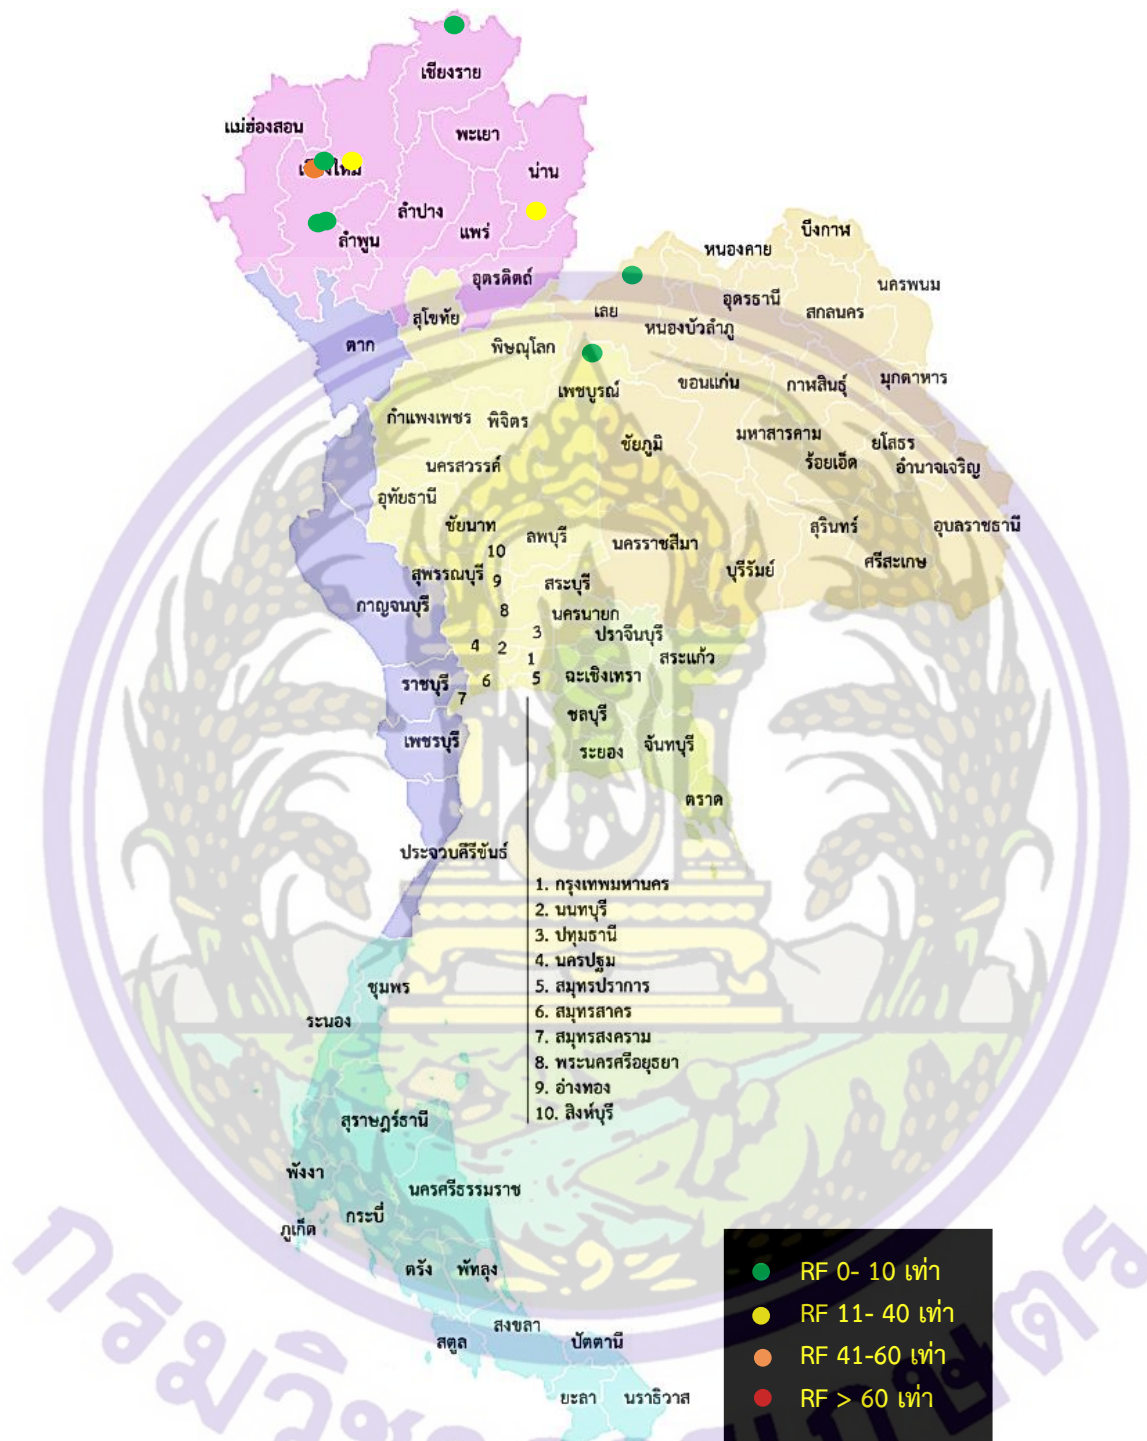 เชียงราย
แม่ฮ่องสอน
พะเยา
เชียงใหม่
น่าน
ลำปาง
แพร่
ลำพูน
บึงกาฬ
หนองคาย
อุตรดิตถ์
นครพนม
อุดรธานี
เลย
สกลนคร
สุโขทัย
หนองบัวลำภู
ตาก
พิษณุโลก
มุกดาหาร
ขอนแก่น
กาฬสินธุ์
เพชบูรณ์
กำแพงเพชร
พิจิตร
มหาสารคาม
ชัยภูมิ
ยโสธร
ร้อยเอ็ด
อำนาจเจริญ
นครสวรรค์
อุทัยธานี
ชัยนาท
สุรินทร์
อุบลราชธานี
ลพบุรี
นครราชสีมา
10
ศรีสะเกษ
สุพรรณบุรี
9
สระบุรี
บุรีรัมย์
กาญจนบุรี
8
นครนายก
3
ปราจีนบุรี
4
2
1
สระแก้ว
ราชบุรี
6
5
ฉะเชิงเทรา
7
ชลบุรี
เพชรบุรี
ระยอง
จันทบุรี
ตราด
ประจวบคีรีขันธ์
1. กรุงเทพมหานคร
2. นนทบุรี
3. ปทุมธานี
4. นครปฐม
5. สมุทรปราการ
6. สมุทรสาคร
7. สมุทรสงคราม
8. พระนครศรีอยุธยา
9. อ่างทอง
10. สิงห์บุรี
ชุมพร
ระนอง
สุราษฎร์ธานี
พังงา
นครศรีธรรมราช
กระบี่
ภูเก็ต
ตรัง
พัทลุง
สงขลา
สตูล
ปัตตานี
ยะลา
นราธิวาส
RF 0- 10 เท่า
RF 11- 40 เท่า
RF 41-60 เท่า
RF > 60 เท่า